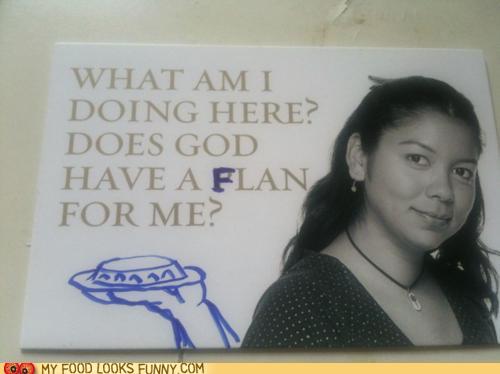 WHAT AM I
DOING HERE?
DOES GOD
HAVE A FLAN
FOR ME?
MY FOOD LOOKS FUNNY.COM